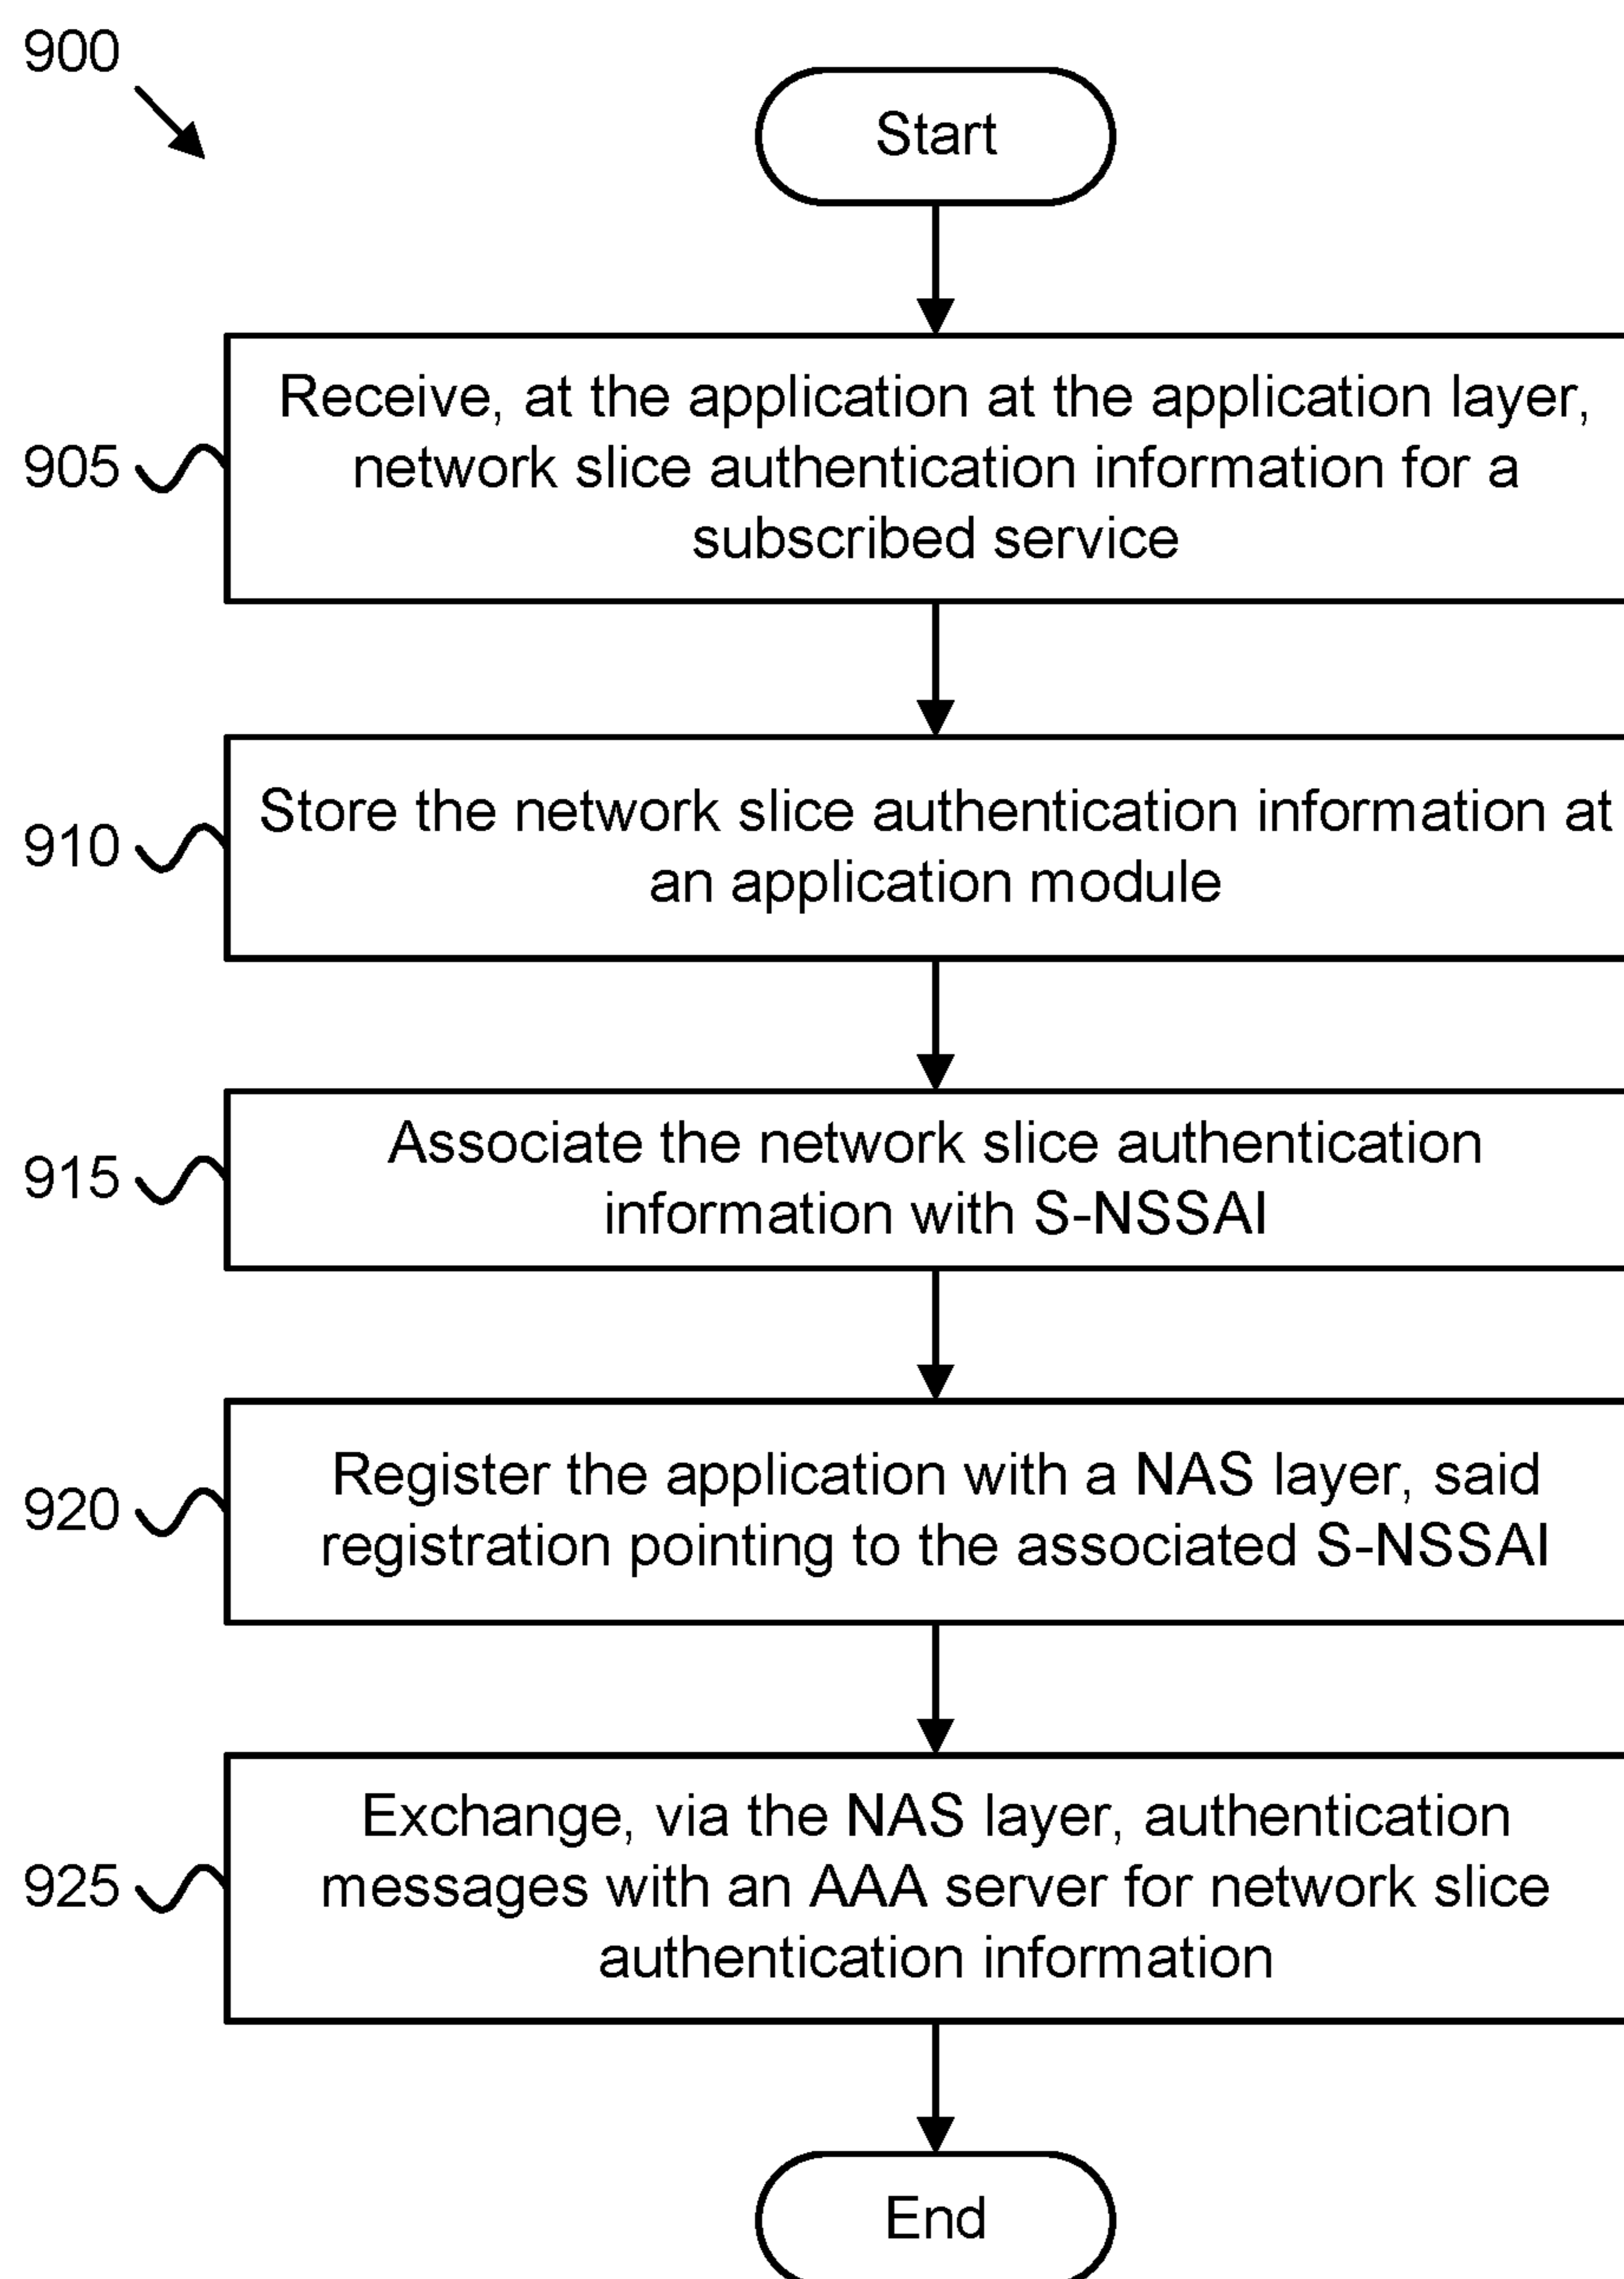 900
Start
905
Receive, at the application at the application layer,
network slice authentication information for a
subscribed service
910
Store the network slice authentication information at
an application module
915
Associate the network slice authentication
information with S-NSSAI
920
Register the application with a NAS layer, said
registration pointing to the associated S-NSSAI
925
Exchange, via the NAS layer, authentication
messages with an AAA server for network slice
authentication information
End